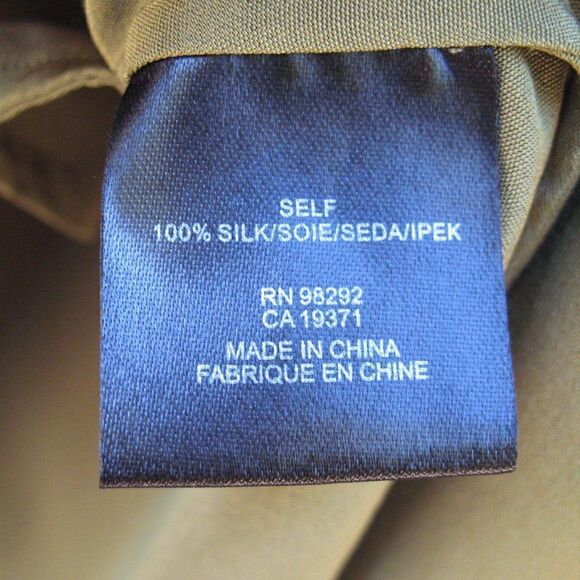 SELF
100% SILK/SOIE/SEDA/IPEK
RN 98292
CA 19371
MADE IN CHINA
FABRIQUE EN CHINE